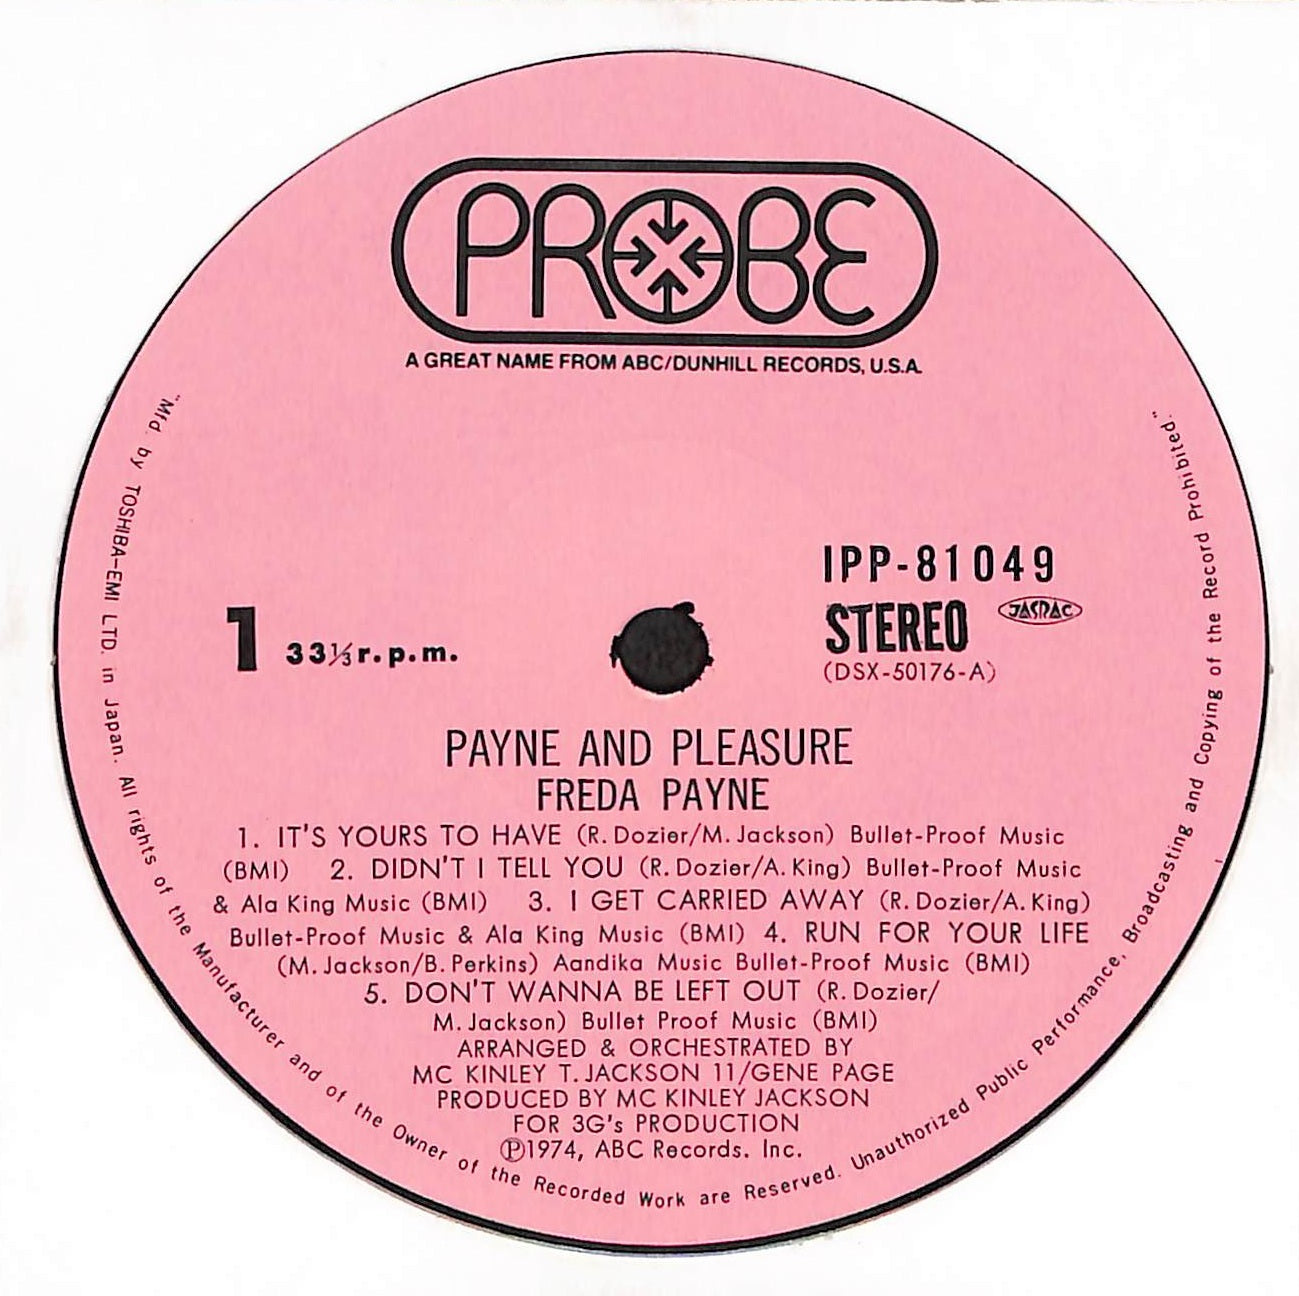 PROBE
A GREAT NAME FROM ABC/DUNHILL RECORDS, U.S.A.
IPP-81049
STEREO JASRAC
(DSX-50176-A)
1 33⅓ r.p.m.
PAYNE AND PLEASURE
FREDA PAYNE
1. IT'S YOURS TO HAVE (R. Dozier/M. Jackson) Bullet-Proof Music
(BMI) 2. DIDN'T I TELL YOU (R. Dozier/A. King) Bullet-Proof Music
& Ala King Music (BMI) 3. I GET CARRIED AWAY (R. Dozier/A. King)
Bullet-Proof Music & Ala King Music (BMI) 4. RUN FOR YOUR LIFE
(M. Jackson/B. Perkins) Aandika Music Bullet-Proof Music (BMI)
5. DON'T WANNA BE LEFT OUT (R. Dozier/
M. Jackson) Bullet Proof Music (BMI)
ARRANGED & ORCHESTRATED BY
MC KINLEY T. JACKSON 11/GENE PAGE
PRODUCED BY MC KINLEY JACKSON
FOR 3G's PRODUCTION
℗1974, ABC Records. Inc.
"Mfd. by TOSHIBA-EMI LTD. in Japan. All rights of the Manufacturer and of the Owner of the Recorded Work are Reserved. Unauthorized Public Performance, Broadcasting and Copying of the Record Prohibited."